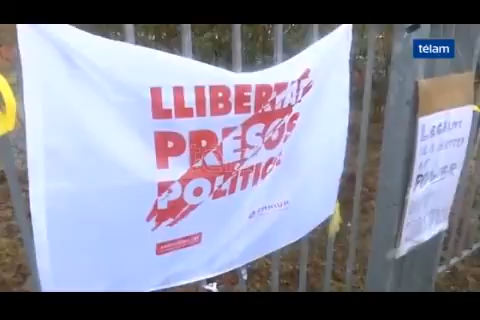 télam
LLIBERTAT
PRESOS
POLÍTICS
LEGALITY
IS A MATTER
OF
POWER